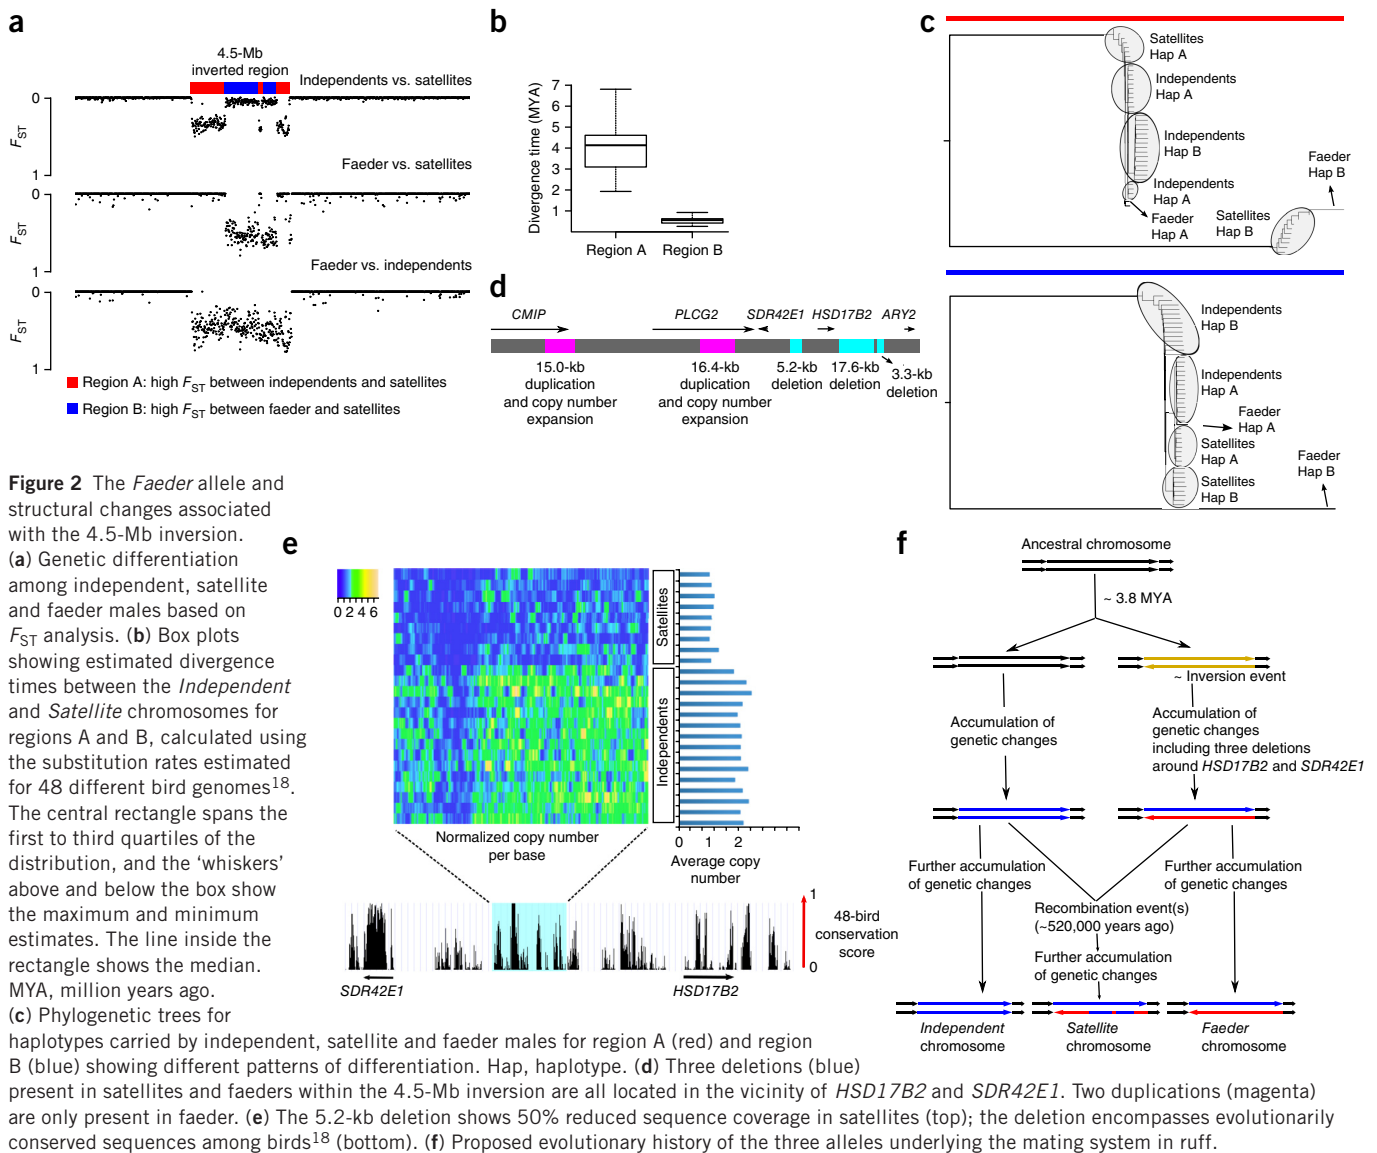 a
4.5-Mb
inverted region
Independents vs. satellites
0
FST
1
Faeder vs. satellites
0
FST
1
Faeder vs. independents
0
FST
1
Region A: high FST between independents and satellites
Region B: high FST between faeder and satellites
b
Divergence time (MYA)
7
6
5
4
3
2
1
Region A Region B
c
Satellites
Hap A
Independents
Hap A
Independents
Hap B
Independents
Hap A
Faeder
Hap A
Satellites
Hap B
Faeder
Hap B
Independents
Hap B
Independents
Hap A
Faeder
Hap A
Satellites
Hap A
Satellites
Hap B
Faeder
Hap B
d
CMIP PLCG2 SDR42E1 HSD17B2 ARY2
15.0-kb
duplication
and copy number
expansion
16.4-kb
duplication
and copy number
expansion
5.2-kb
deletion
17.6-kb
deletion
3.3-kb
deletion
Figure 2 The Faeder allele and
structural changes associated
with the 4.5-Mb inversion.
(a) Genetic differentiation
among independent, satellite
and faeder males based on
FST analysis. (b) Box plots
showing estimated divergence
times between the Independent
and Satellite chromosomes for
regions A and B, calculated using
the substitution rates estimated
for 48 different bird genomes18.
The central rectangle spans the
first to third quartiles of the
distribution, and the ‘whiskers’
above and below the box show
the maximum and minimum
estimates. The line inside the
rectangle shows the median.
MYA, million years ago.
(c) Phylogenetic trees for
haplotypes carried by independent, satellite and faeder males for region A (red) and region
B (blue) showing different patterns of differentiation. Hap, haplotype. (d) Three deletions (blue)
present in satellites and faeders within the 4.5-Mb inversion are all located in the vicinity of HSD17B2 and SDR42E1. Two duplications (magenta)
are only present in faeder. (e) The 5.2-kb deletion shows 50% reduced sequence coverage in satellites (top); the deletion encompasses evolutionarily
conserved sequences among birds18 (bottom). (f) Proposed evolutionary history of the three alleles underlying the mating system in ruff.
e
0 2 4 6
Satellites
Independents
Normalized copy number
per base
0 1 2
Average copy
number
1
0
48-bird
conservation
score
SDR42E1 HSD17B2
f
Ancestral chromosome
~ 3.8 MYA
~ Inversion event
Accumulation of
genetic changes
Accumulation of
genetic changes
including three deletions
around HSD17B2 and SDR42E1
Further accumulation
of genetic changes
Further accumulation
of genetic changes
Recombination event(s)
(~520,000 years ago)
Further accumulation
of genetic changes
Independent
chromosome
Satellite
chromosome
Faeder
chromosome